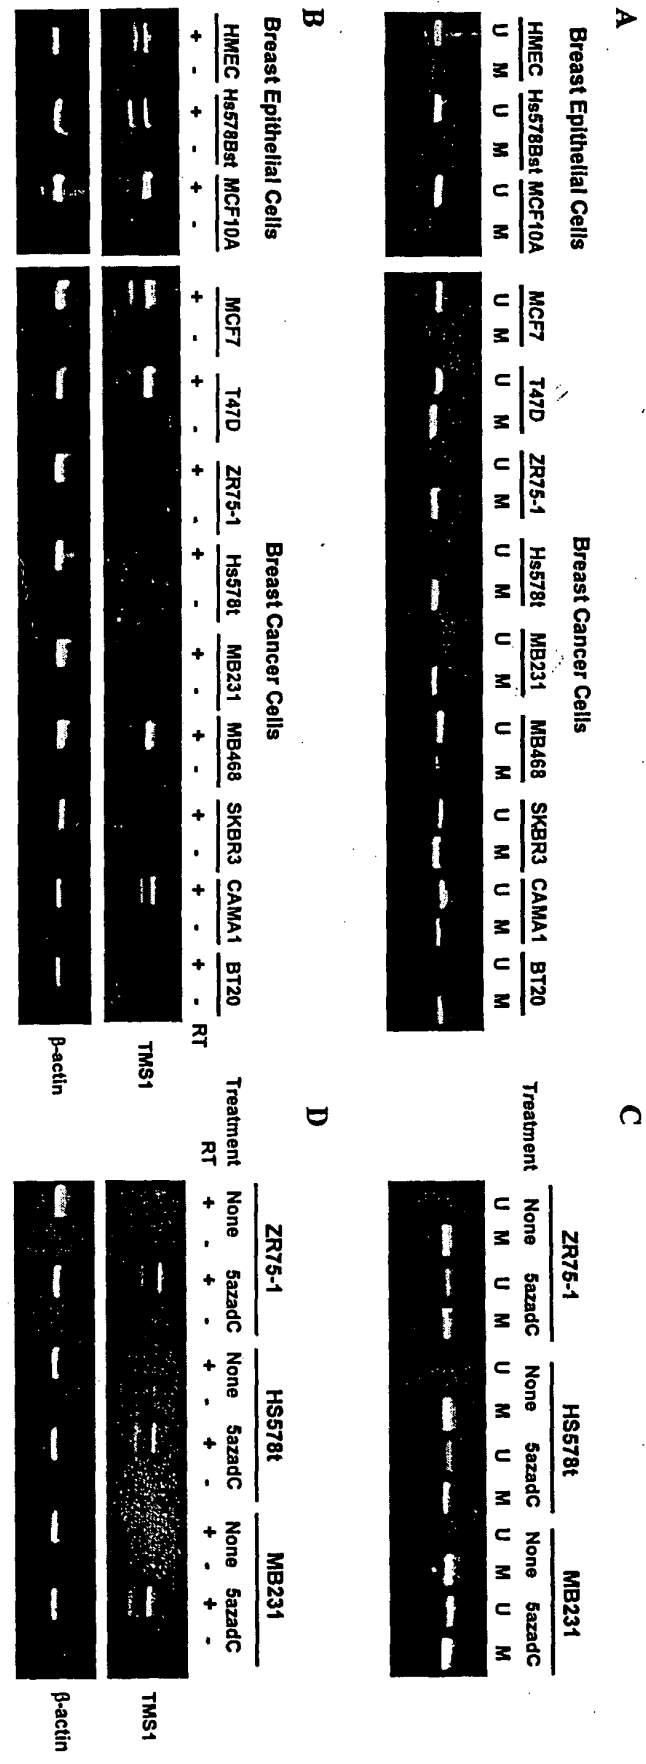 A
Breast Epithelial Cells
Breast Cancer Cells
HMEC Hs578Bst MCF10A MCF7 T47D ZR75-1 Hs578t MB231 MB468 SKBR3 CAMA1 BT20
U M U M U M U M U M U M U M U M U M U M U M U M
B
Breast Epithelial Cells
Breast Cancer Cells
HMEC Hs578Bst MCF10A MCF7 T47D ZR75-1 Hs578t MB231 MB468 SKBR3 CAMA1 BT20
+ - + - + - + - + - + - + - + - + - + - + - + - RT
TMS1
β-actin
C
ZR75-1 HS578t MB231
Treatment None 5azadC None 5azadC None 5azadC
U M U M U M U M U M U M
D
ZR75-1 HS578t MB231
Treatment None 5azadC None 5azadC None 5azadC
RT + - + - + - + - + - + -
TMS1
β-actin